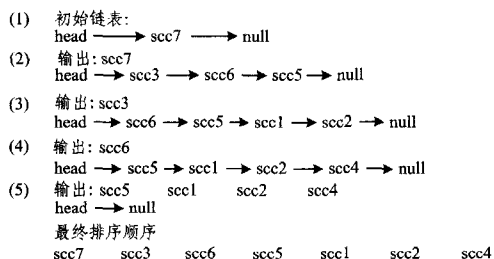 (1) 初始链表:
head → scc7 → null
(2) 输出: scc7
head → scc3 → scc6 → scc5 → null
(3) 输出: scc3
head → scc6 → scc5 → scc1 → scc2 → null
(4) 输出: scc6
head → scc5 → scc1 → scc2 → scc4 → null
(5) 输出: scc5 scc1 scc2 scc4
head → null
最终排序顺序
scc7 scc3 scc6 scc5 scc1 scc2 scc4